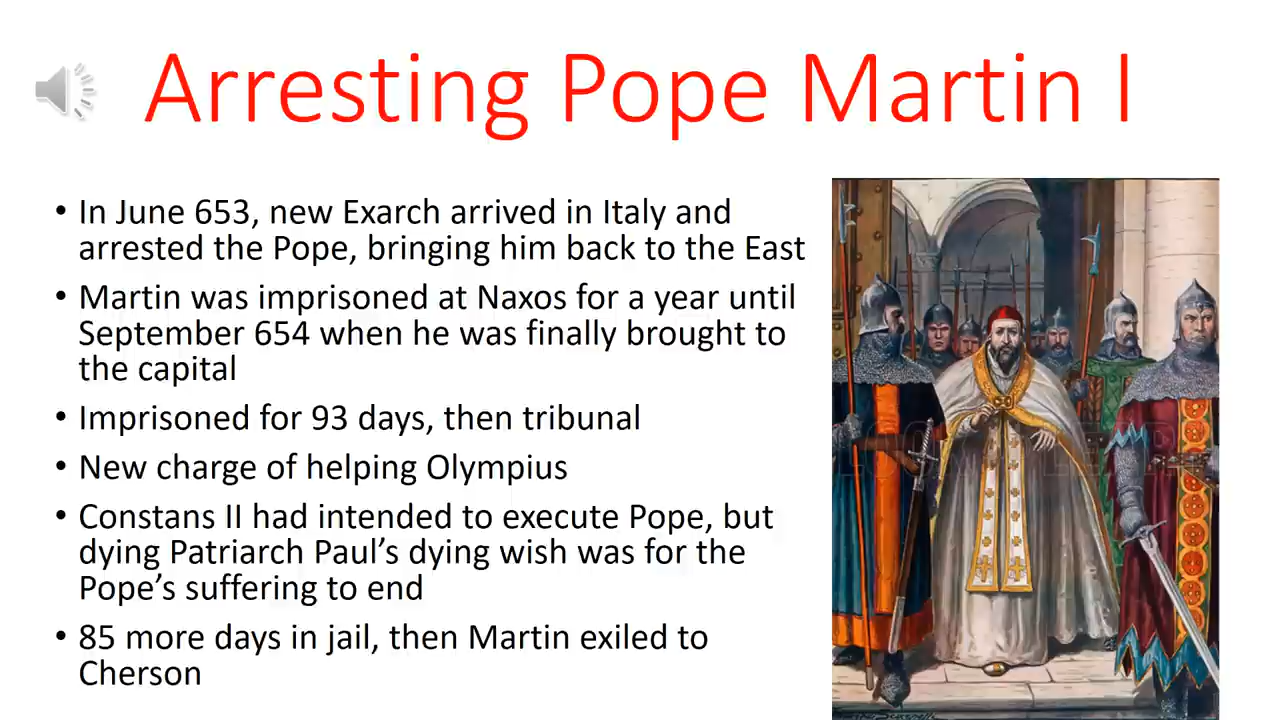 Arresting Pope Martin I
• In June 653, new Exarch arrived in Italy and
arrested the Pope, bringing him back to the East
• Martin was imprisoned at Naxos for a year until
September 654 when he was finally brought to
the capital
• Imprisoned for 93 days, then tribunal
• New charge of helping Olympius
• Constans II had intended to execute Pope, but
dying Patriarch Paul’s dying wish was for the
Pope’s suffering to end
• 85 more days in jail, then Martin exiled to
Cherson